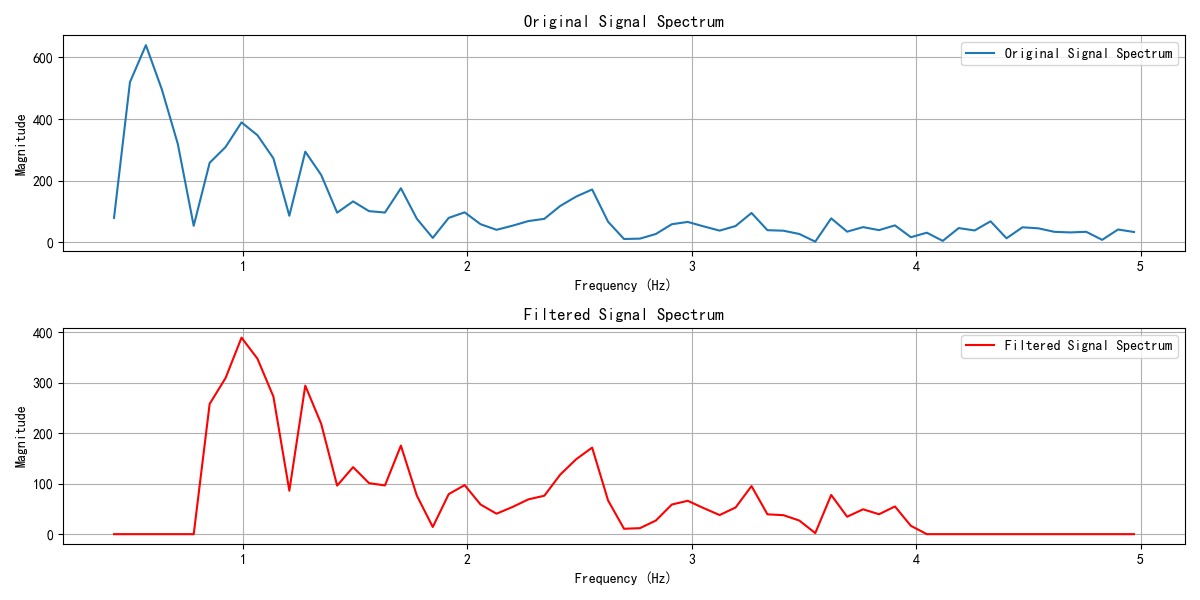 Original Signal Spectrum
Original Signal Spectrum
600
400
200
0
Magnitude
1
2
3
4
5
Frequency (Hz)
Filtered Signal Spectrum
Filtered Signal Spectrum
400
300
200
100
0
Magnitude
1
2
3
4
5
Frequency (Hz)